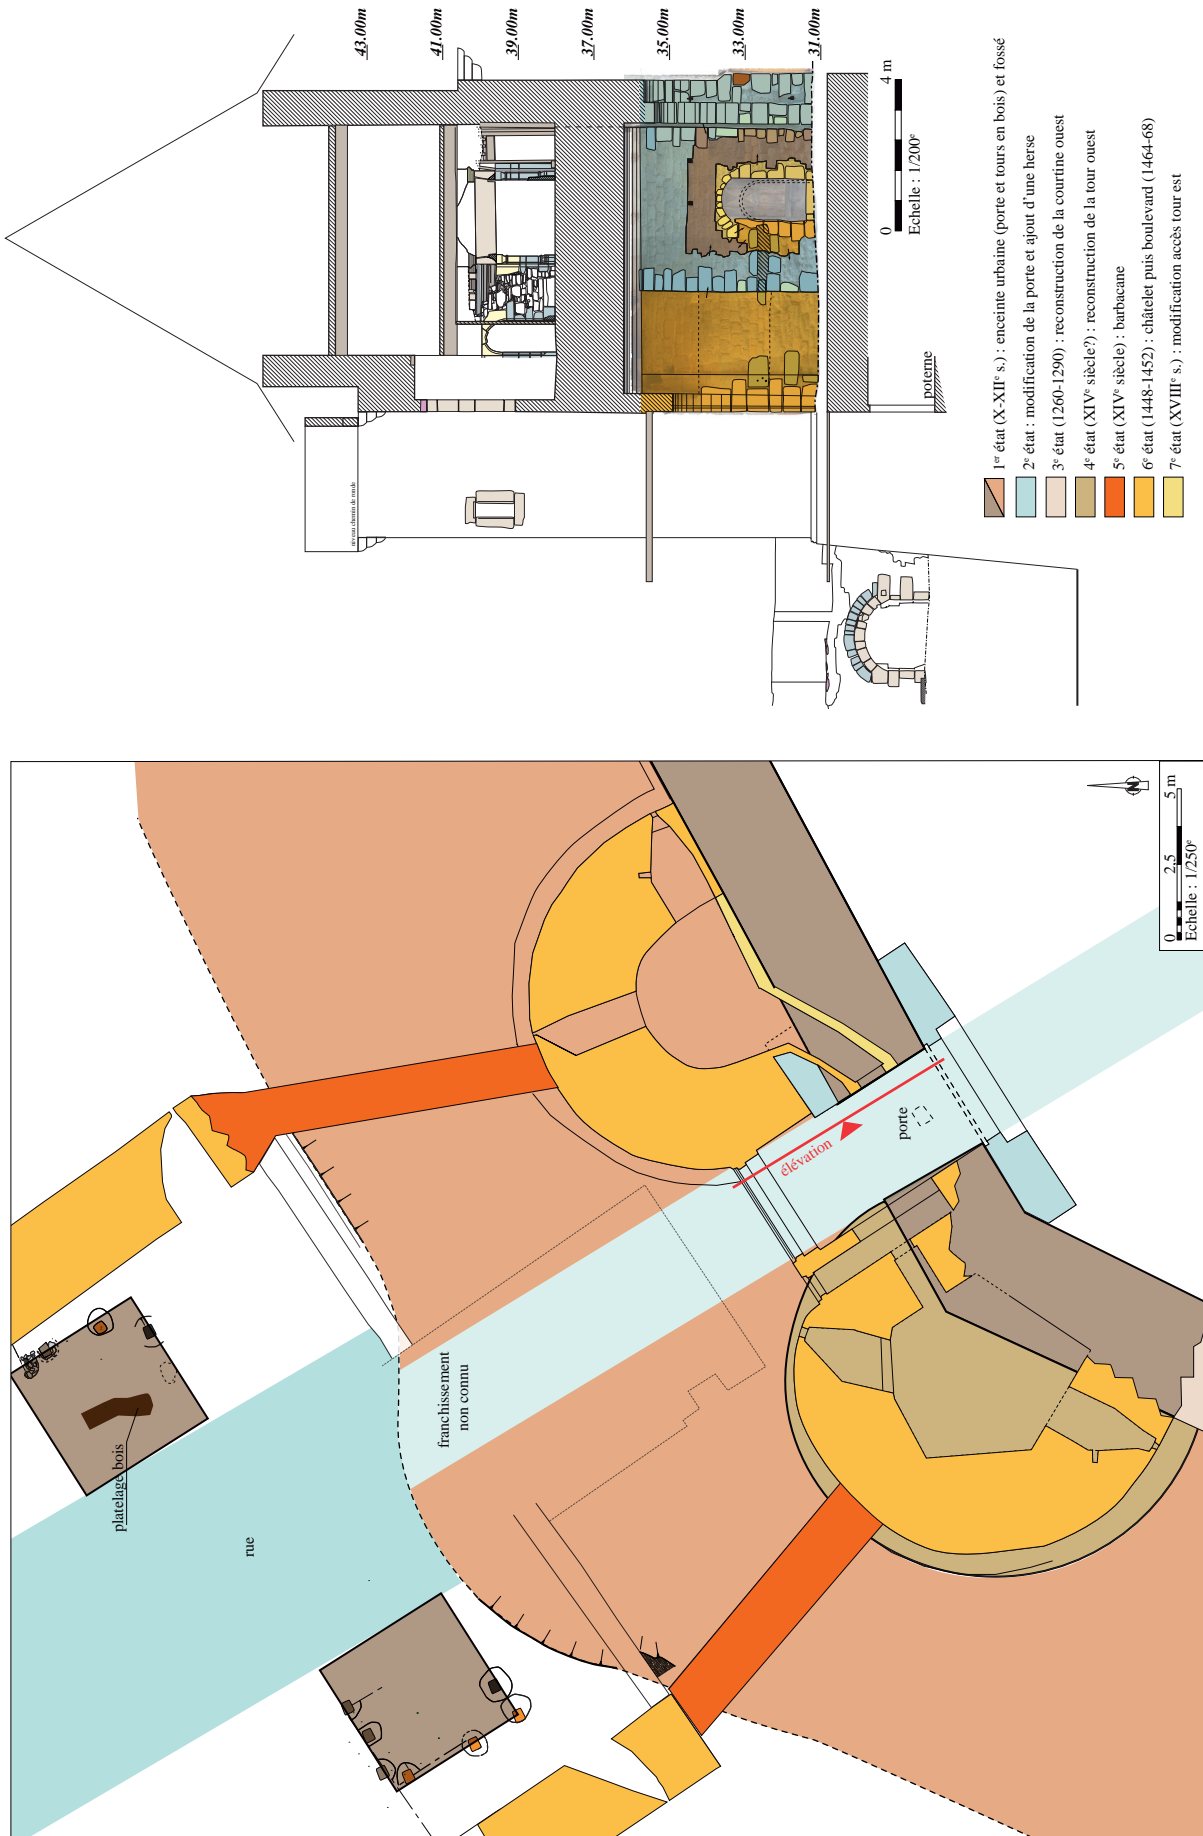 platelage bois
rue
franchissement
non connu
élévation
porte
N
0 2.5 5 m
Echelle : 1/250e
43.00m
41.00m
39.00m
37.00m
35.00m
33.00m
31.00m
niveau chemin de ronde
poterne
0 4 m
Echelle : 1/200e
1er état (X-XIIe s.) : enceinte urbaine (porte et tours en bois) et fossé
2e état : modification de la porte et ajout d'une herse
3e état (1260-1290) : reconstruction de la courtine ouest
4e état (XIVe siècle?) : reconstruction de la tour ouest
5e état (XIVe siècle) : barbacane
6e état (1448-1452) : châtelet puis boulevard (1464-68)
7e état (XVIIIe s.) : modification accès tour est